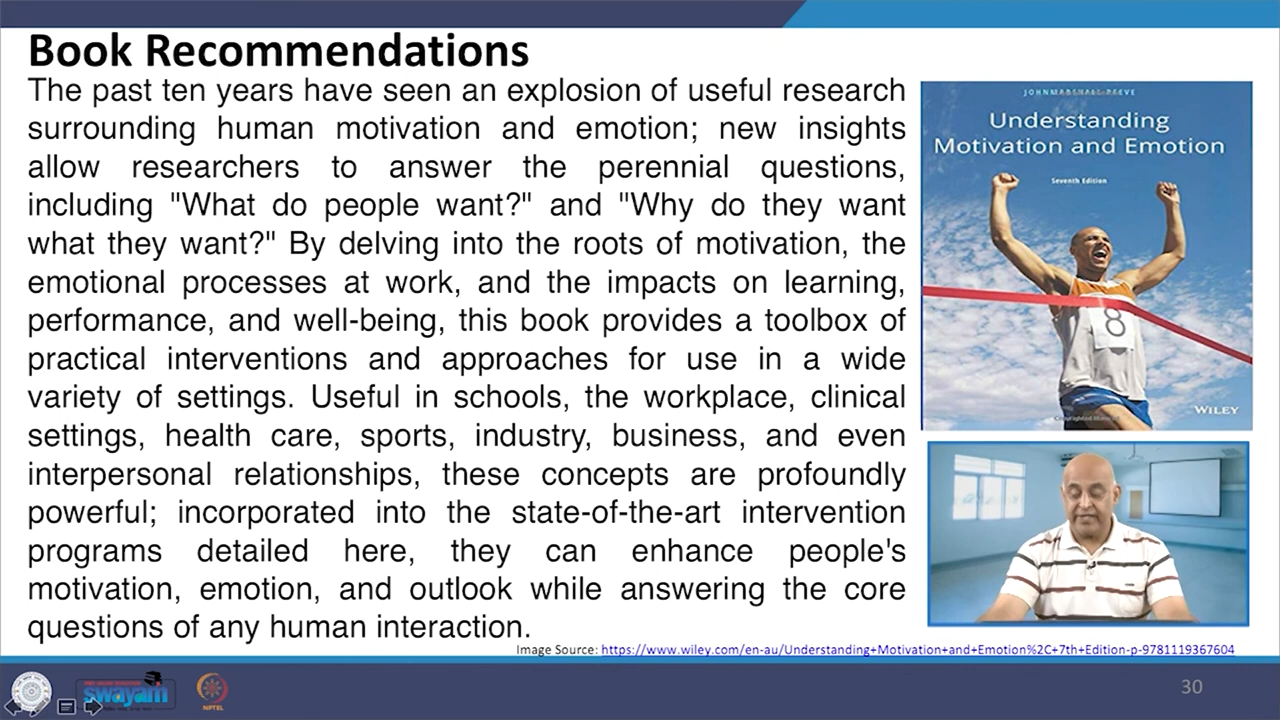 Book Recommendations
The past ten years have seen an explosion of useful research
surrounding human motivation and emotion; new insights
allow researchers to answer the perennial questions,
including "What do people want?" and "Why do they want
what they want?" By delving into the roots of motivation, the
emotional processes at work, and the impacts on learning,
performance, and well-being, this book provides a toolbox of
practical interventions and approaches for use in a wide
variety of settings. Useful in schools, the workplace, clinical
settings, health care, sports, industry, business, and even
interpersonal relationships, these concepts are profoundly
powerful; incorporated into the state-of-the-art intervention
programs detailed here, they can enhance people's
motivation, emotion, and outlook while answering the core
questions of any human interaction.
JOHNMARSHALL REEVE
Understanding
Motivation and Emotion
Seventh Edition
8
WILEY
Image Source: https://www.wiley.com/en-au/Understanding+Motivation+and+Emotion%2C+7th+Edition-p-9781119367604
swayam
NPTEL
30